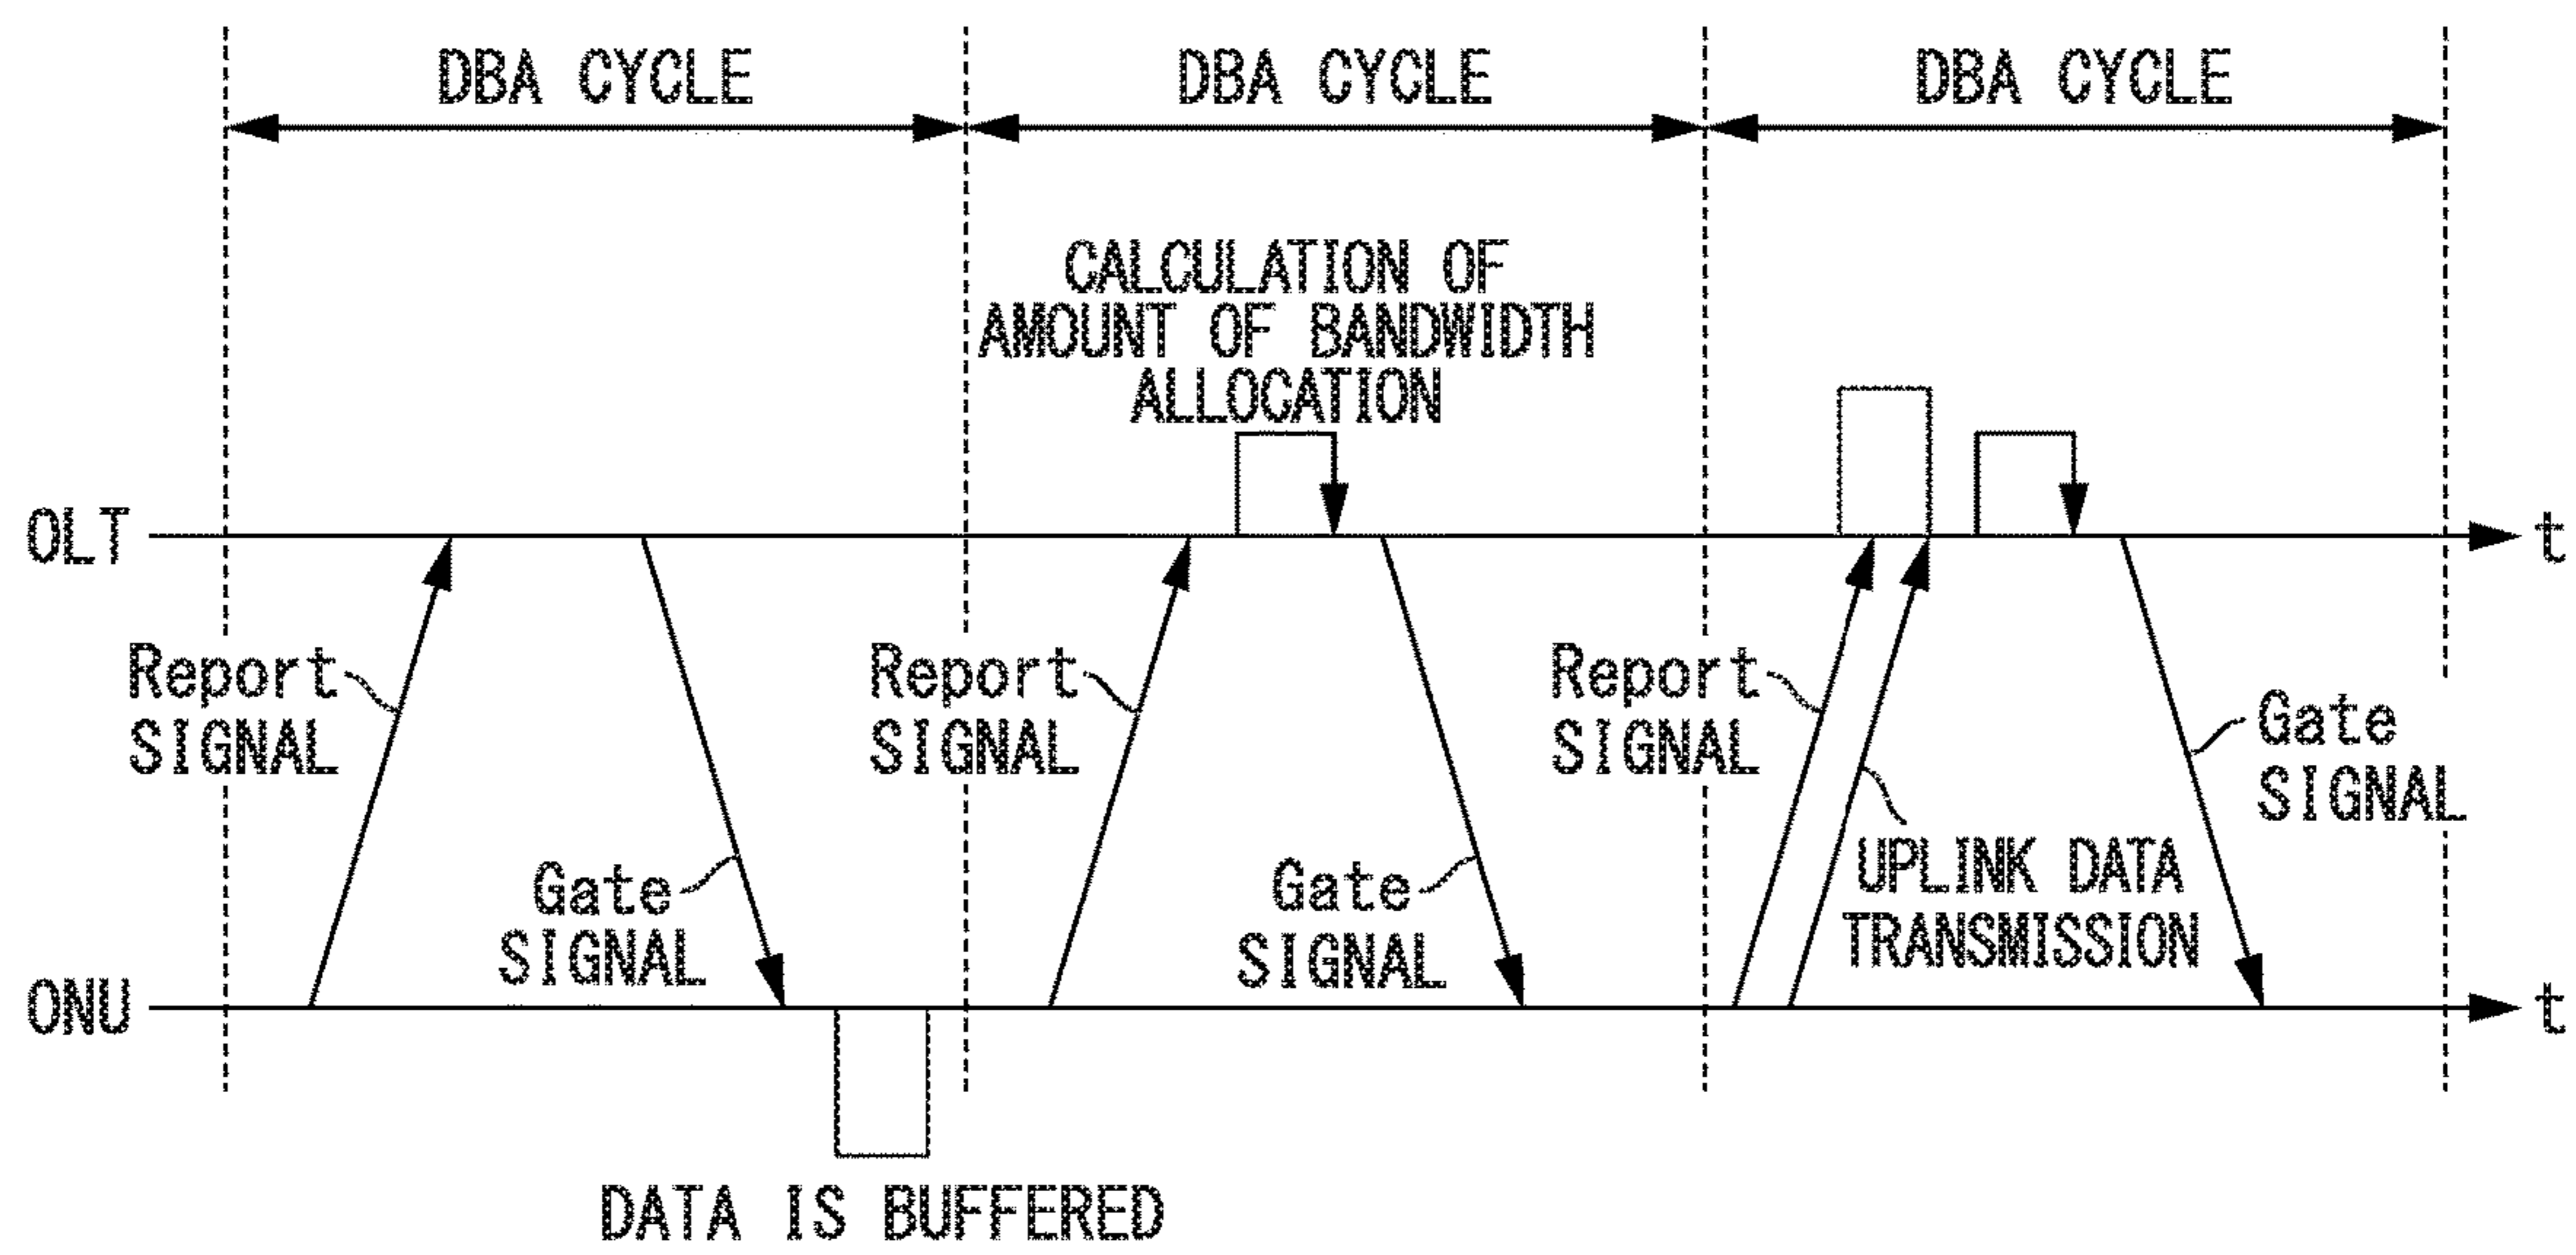 DBA CYCLE
DBA CYCLE
DBA CYCLE
CALCULATION OF
AMOUNT OF BANDWIDTH
ALLOCATION
OLT
t
Report
SIGNAL
Gate
SIGNAL
Report
SIGNAL
Gate
SIGNAL
Report
SIGNAL
UPLINK DATA
TRANSMISSION
Gate
SIGNAL
ONU
t
DATA IS BUFFERED